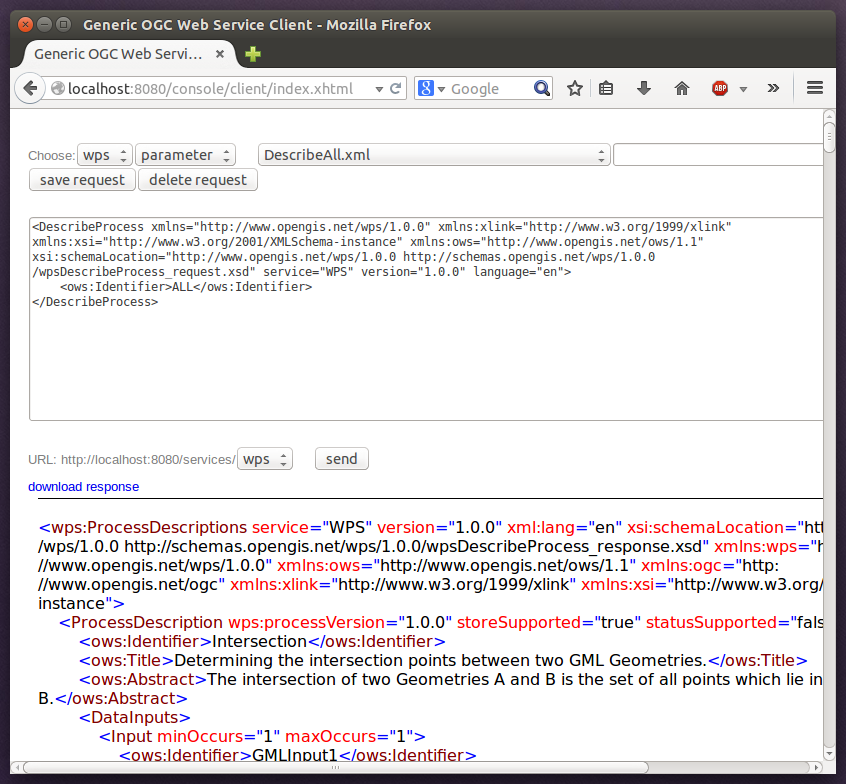 Generic OGC Web Service Client - Mozilla Firefox
Generic OGC Web Servi...
localhost:8080/console/client/index.xhtml
8 Google
ABP
Choose: wps parameter DescribeAll.xml
save request delete request
<DescribeProcess xmlns="http://www.opengis.net/wps/1.0.0" xmlns:xlink="http://www.w3.org/1999/xlink"
xmlns:xsi="http://www.w3.org/2001/XMLSchema-instance" xmlns:ows="http://www.opengis.net/ows/1.1"
xsi:schemaLocation="http://www.opengis.net/wps/1.0.0 http://schemas.opengis.net/wps/1.0.0
/wpsDescribeProcess_request.xsd" service="WPS" version="1.0.0" language="en">
<ows:Identifier>ALL</ows:Identifier>
</DescribeProcess>
URL: http://localhost:8080/services/ wps send
download response
<wps:ProcessDescriptions service="WPS" version="1.0.0" xml:lang="en" xsi:schemaLocation="htt
/wps/1.0.0 http://schemas.opengis.net/wps/1.0.0/wpsDescribeProcess_response.xsd" xmlns:wps="h
//www.opengis.net/wps/1.0.0" xmlns:ows="http://www.opengis.net/ows/1.1" xmlns:ogc="http:
//www.opengis.net/ogc" xmlns:xlink="http://www.w3.org/1999/xlink" xmlns:xsi="http://www.w3.org/
instance">
<ProcessDescription wps:processVersion="1.0.0" storeSupported="true" statusSupported="fals
<ows:Identifier>Intersection</ows:Identifier>
<ows:Title>Determining the intersection points between two GML Geometries.</ows:Title>
<ows:Abstract>The intersection of two Geometries A and B is the set of all points which lie in
B.</ows:Abstract>
<DataInputs>
<Input minOccurs="1" maxOccurs="1">
<ows:Identifier>GMLInput1</ows:Identifier>